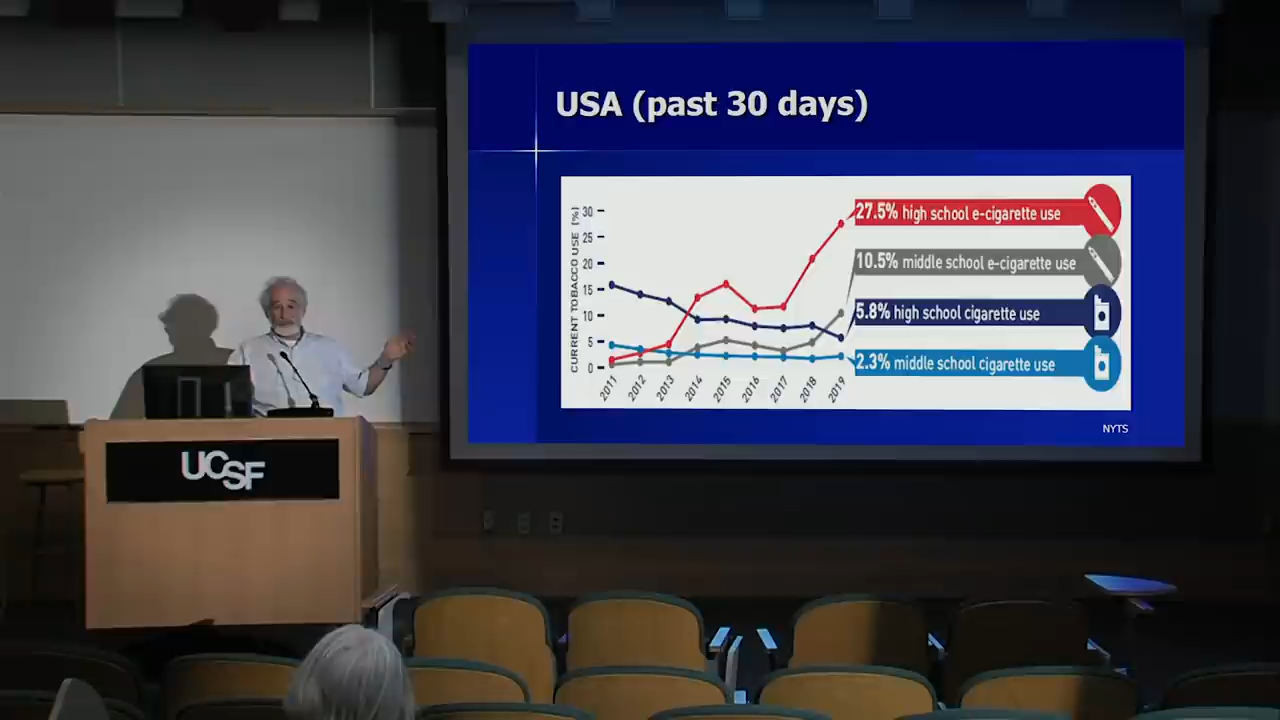 USA (past 30 days)
CURRENT TOBACCO USE (%)
30
25
20
15
10
5
0
2011
2012
2013
2014
2015
2016
2017
2018
2019
27.5% high school e-cigarette use
10.5% middle school e-cigarette use
5.8% high school cigarette use
2.3% middle school cigarette use
NYTS
UCSF